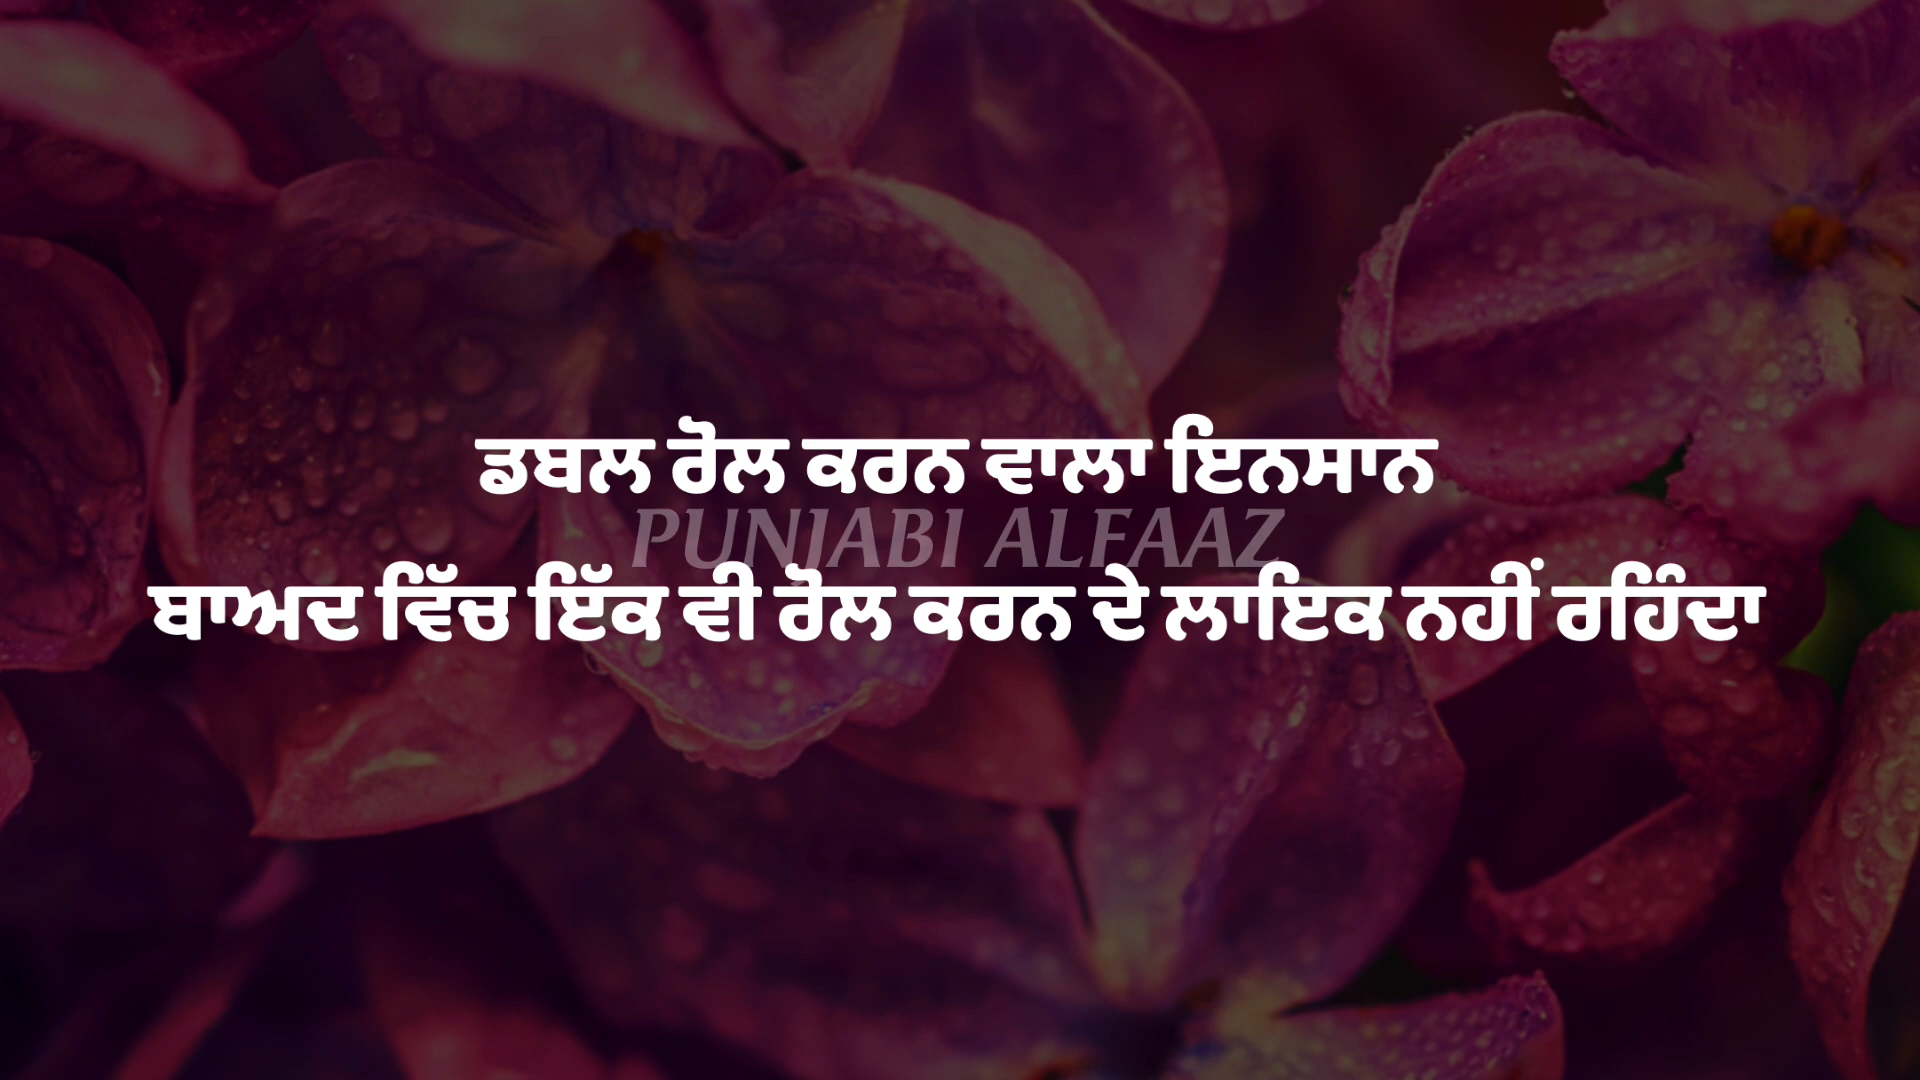 ਡਬਲ ਰੋਲ ਕਰਨ ਵਾਲਾ ਇਨਸਾਨ
PUNJABI ALFAAZ
ਬਾਅਦ ਵਿੱਚ ਇੱਕ ਵੀ ਰੋਲ ਕਰਨ ਦੇ ਲਾਇਕ ਨਹੀਂ ਰਹਿੰਦਾ